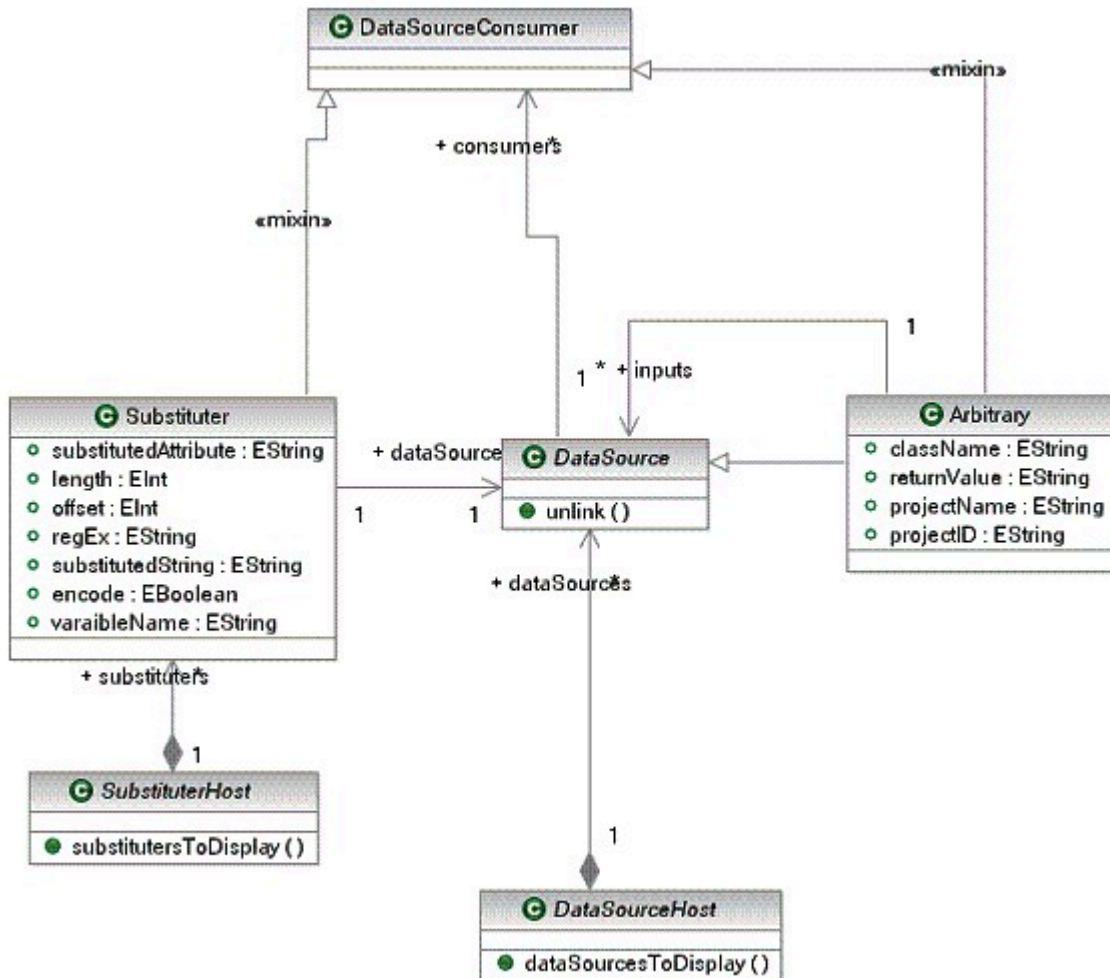 C DataSourceConsumer
«mixin»
+ consumers *
«mixin»
1
1 * + inputs
C Substituter
substitutedAttribute : EString
length : EInt
offset : EInt
regEx : EString
substitutedString : EString
encode : EBoolean
varaibleName : EString
+ dataSource
1 1
C DataSource
unlink ( )
C Arbitrary
className : EString
returnValue : EString
projectName : EString
projectID : EString
+ dataSources *
+ substituters *
1
C SubstituterHost
substitutersToDisplay ( )
1
C DataSourceHost
dataSourcesToDisplay ( )